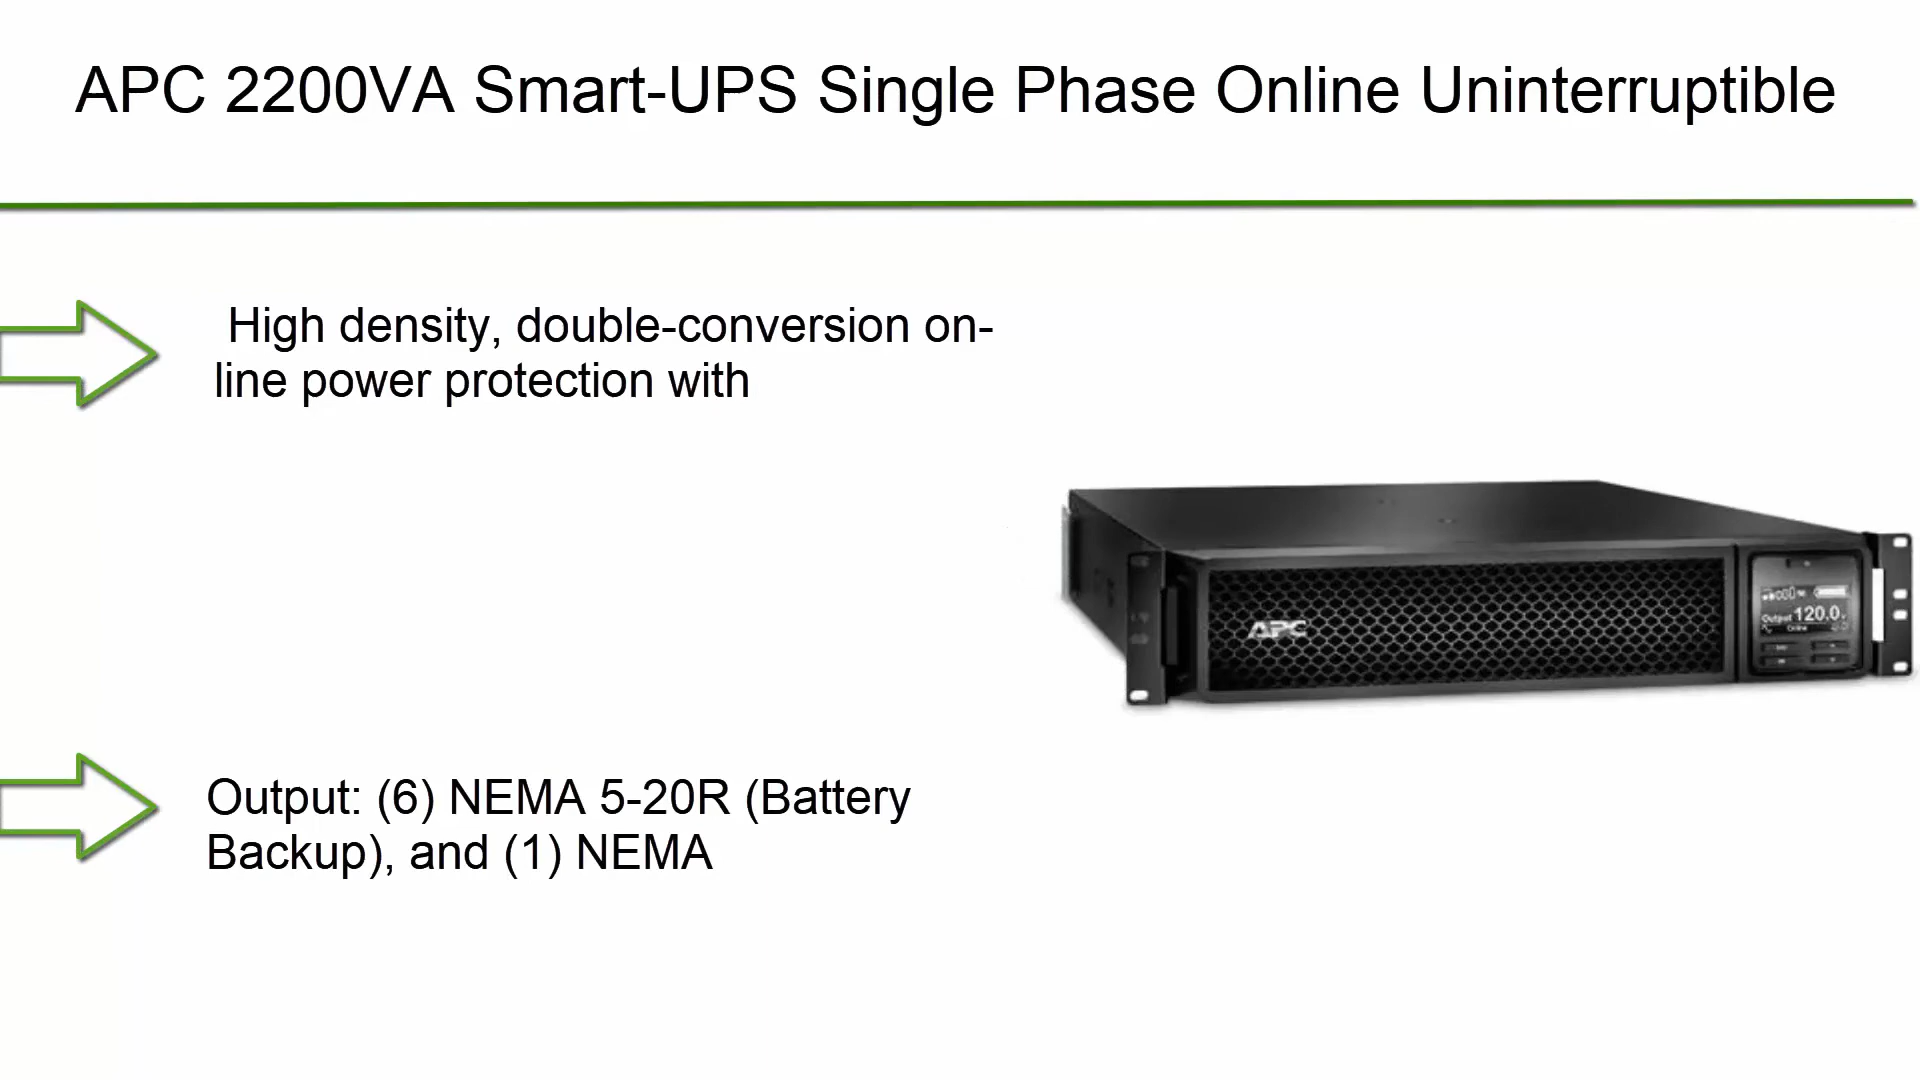 APC 2200VA Smart-UPS Single Phase Online Uninterruptible
High density, double-conversion on-
line power protection with
APC
Output 120.0v
Online
Output: (6) NEMA 5-20R (Battery
Backup), and (1) NEMA